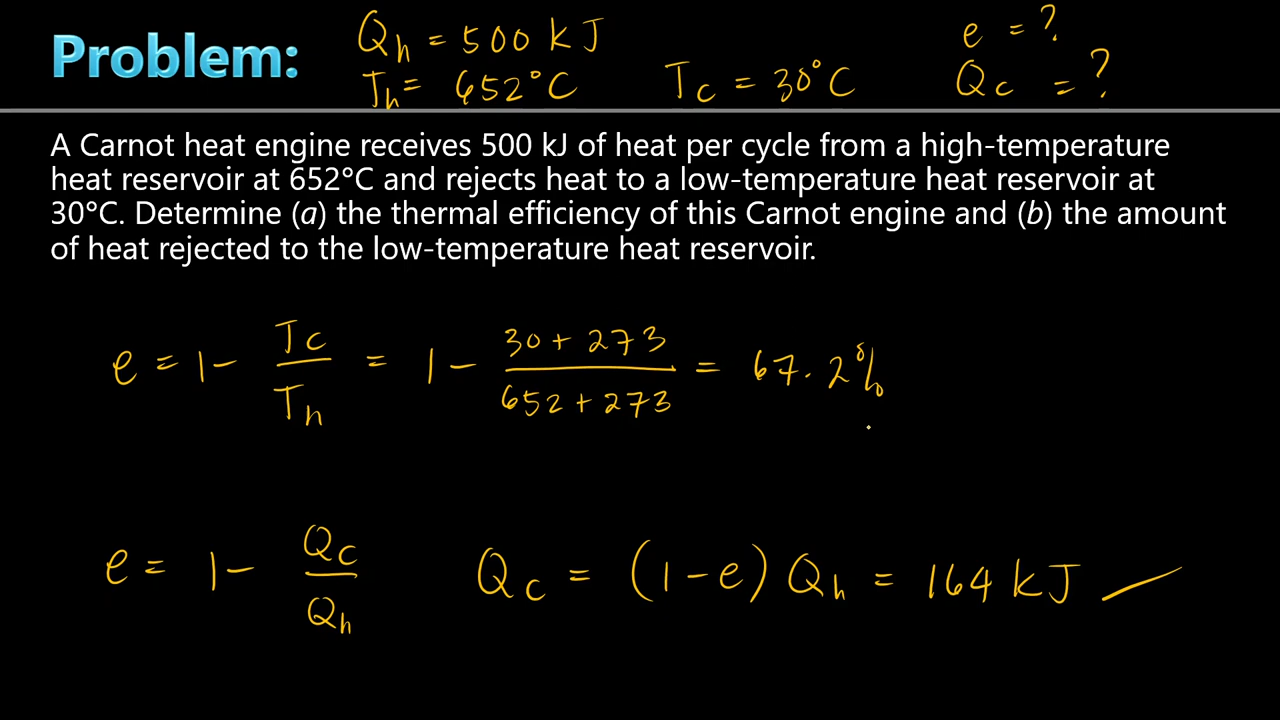 Problem:
Qh = 500 kJ
e = ?
Th = 652°C
Tc = 30°C
Qc = ?
A Carnot heat engine receives 500 kJ of heat per cycle from a high-temperature
heat reservoir at 652°C and rejects heat to a low-temperature heat reservoir at
30°C. Determine (a) the thermal efficiency of this Carnot engine and (b) the amount
of heat rejected to the low-temperature heat reservoir.
e = 1 - Tc/Th = 1 - (30 + 273)/(652 + 273) = 67.2%
e = 1 - Qc/Qh
Qc = (1 - e) Qh = 164 kJ